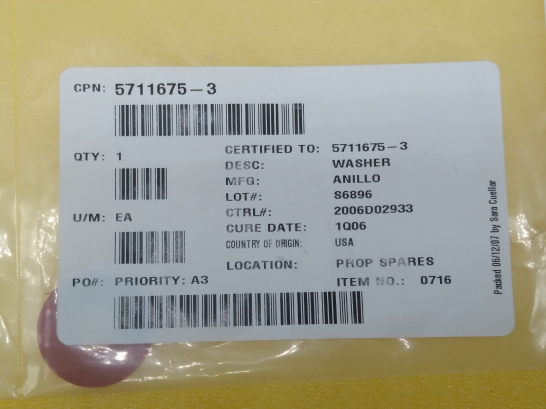 CPN: 5711675-3
QTY: 1
CERTIFIED TO: 5711675-3
DESC: WASHER
MFG: ANILLO
LOT#: S6896
U/M: EA
CTRL#: 2006D02933
CURE DATE: 1Q06
COUNTRY OF ORIGIN: USA
LOCATION: PROP SPARES
PO#: PRIORITY: A3
ITEM NO.: 0716
Packed 06/12/07 by Sara Cuellar